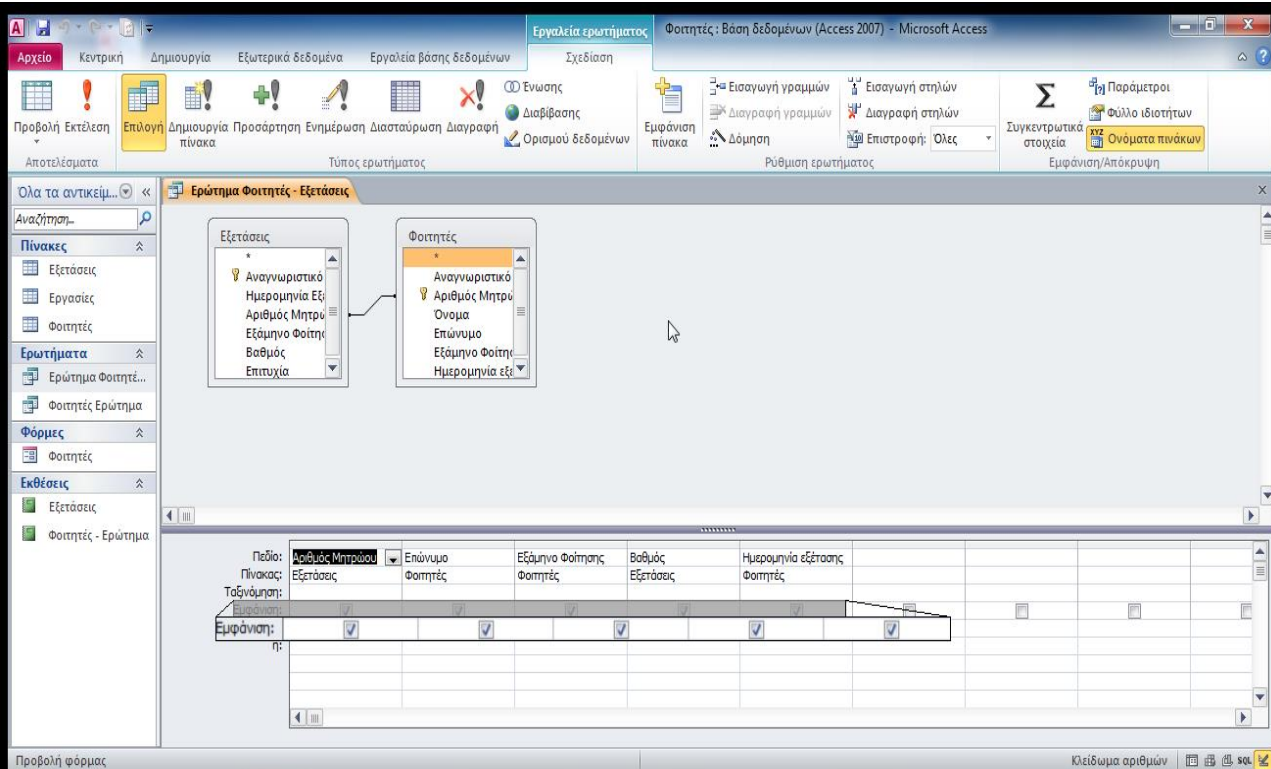 Εργαλεία ερωτήματος
Φοιτητές : Βάση δεδομένων (Access 2007) - Microsoft Access
Αρχείο Κεντρική Δημιουργία Εξωτερικά δεδομένα Εργαλεία βάσης δεδομένων Σχεδίαση
Προβολή Εκτέλεση
Αποτελέσματα
Επιλογή Δημιουργία πίνακα Προσάρτηση Ενημέρωση Διασταύρωση Διαγραφή
Ένωσης
Διαβίβασης
Ορισμού δεδομένων
Τύπος ερωτήματος
Εμφάνιση πίνακα
Εισαγωγή γραμμών
Διαγραφή γραμμών
Δόμηση
Εισαγωγή στηλών
Διαγραφή στηλών
Επιστροφή: Όλες
Ρύθμιση ερωτήματος
Συγκεντρωτικά στοιχεία
Παράμετροι
Φύλλο ιδιοτήτων
Ονόματα πινάκων
Εμφάνιση/Απόκρυψη
Όλα τα αντικείμ...
Αναζήτηση...
Πίνακες
Εξετάσεις
Εργασίες
Φοιτητές
Ερωτήματα
Ερώτημα Φοιτητέ...
Φοιτητές Ερώτημα
Φόρμες
Φοιτητές
Εκθέσεις
Εξετάσεις
Φοιτητές - Ερώτημα
Ερώτημα Φοιτητές - Εξετάσεις
Εξετάσεις
*
Αναγνωριστικό
Ημερομηνία Εξ
Αριθμός Μητρώ
Εξάμηνο Φοίτησ
Βαθμός
Επιτυχία
Φοιτητές
*
Αναγνωριστικό
Αριθμός Μητρώ
Όνομα
Επώνυμο
Εξάμηνο Φοίτησ
Ημερομηνία εξε
Πεδίο: Αριθμός Μητρώου Επώνυμο Εξάμηνο Φοίτησης Βαθμός Ημερομηνία εξέτασης
Πίνακας: Εξετάσεις Φοιτητές Φοιτητές Εξετάσεις Φοιτητές
Ταξινόμηση:
Εμφάνιση:
Εμφάνιση:
η:
Προβολή φόρμας
Κλείδωμα αριθμών SQL